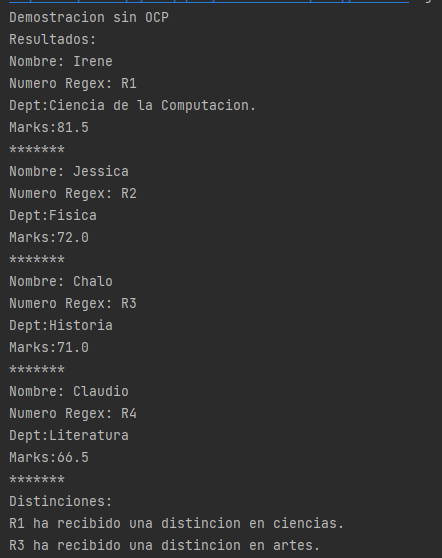 Demostracion sin OCP
Resultados:
Nombre: Irene
Numero Regex: R1
Dept:Ciencia de la Computacion.
Marks:81.5
*******
Nombre: Jessica
Numero Regex: R2
Dept:Fisica
Marks:72.0
*******
Nombre: Chalo
Numero Regex: R3
Dept:Historia
Marks:71.0
*******
Nombre: Claudio
Numero Regex: R4
Dept:Literatura
Marks:66.5
*******
Distinciones:
R1 ha recibido una distincion en ciencias.
R3 ha recibido una distincion en artes.